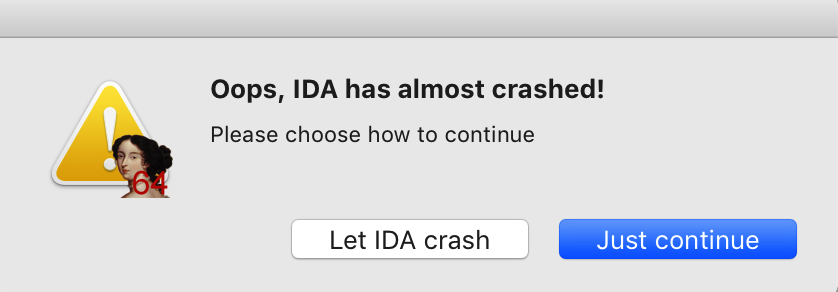 Oops, IDA has almost crashed!
Please choose how to continue
64
Let IDA crash
Just continue